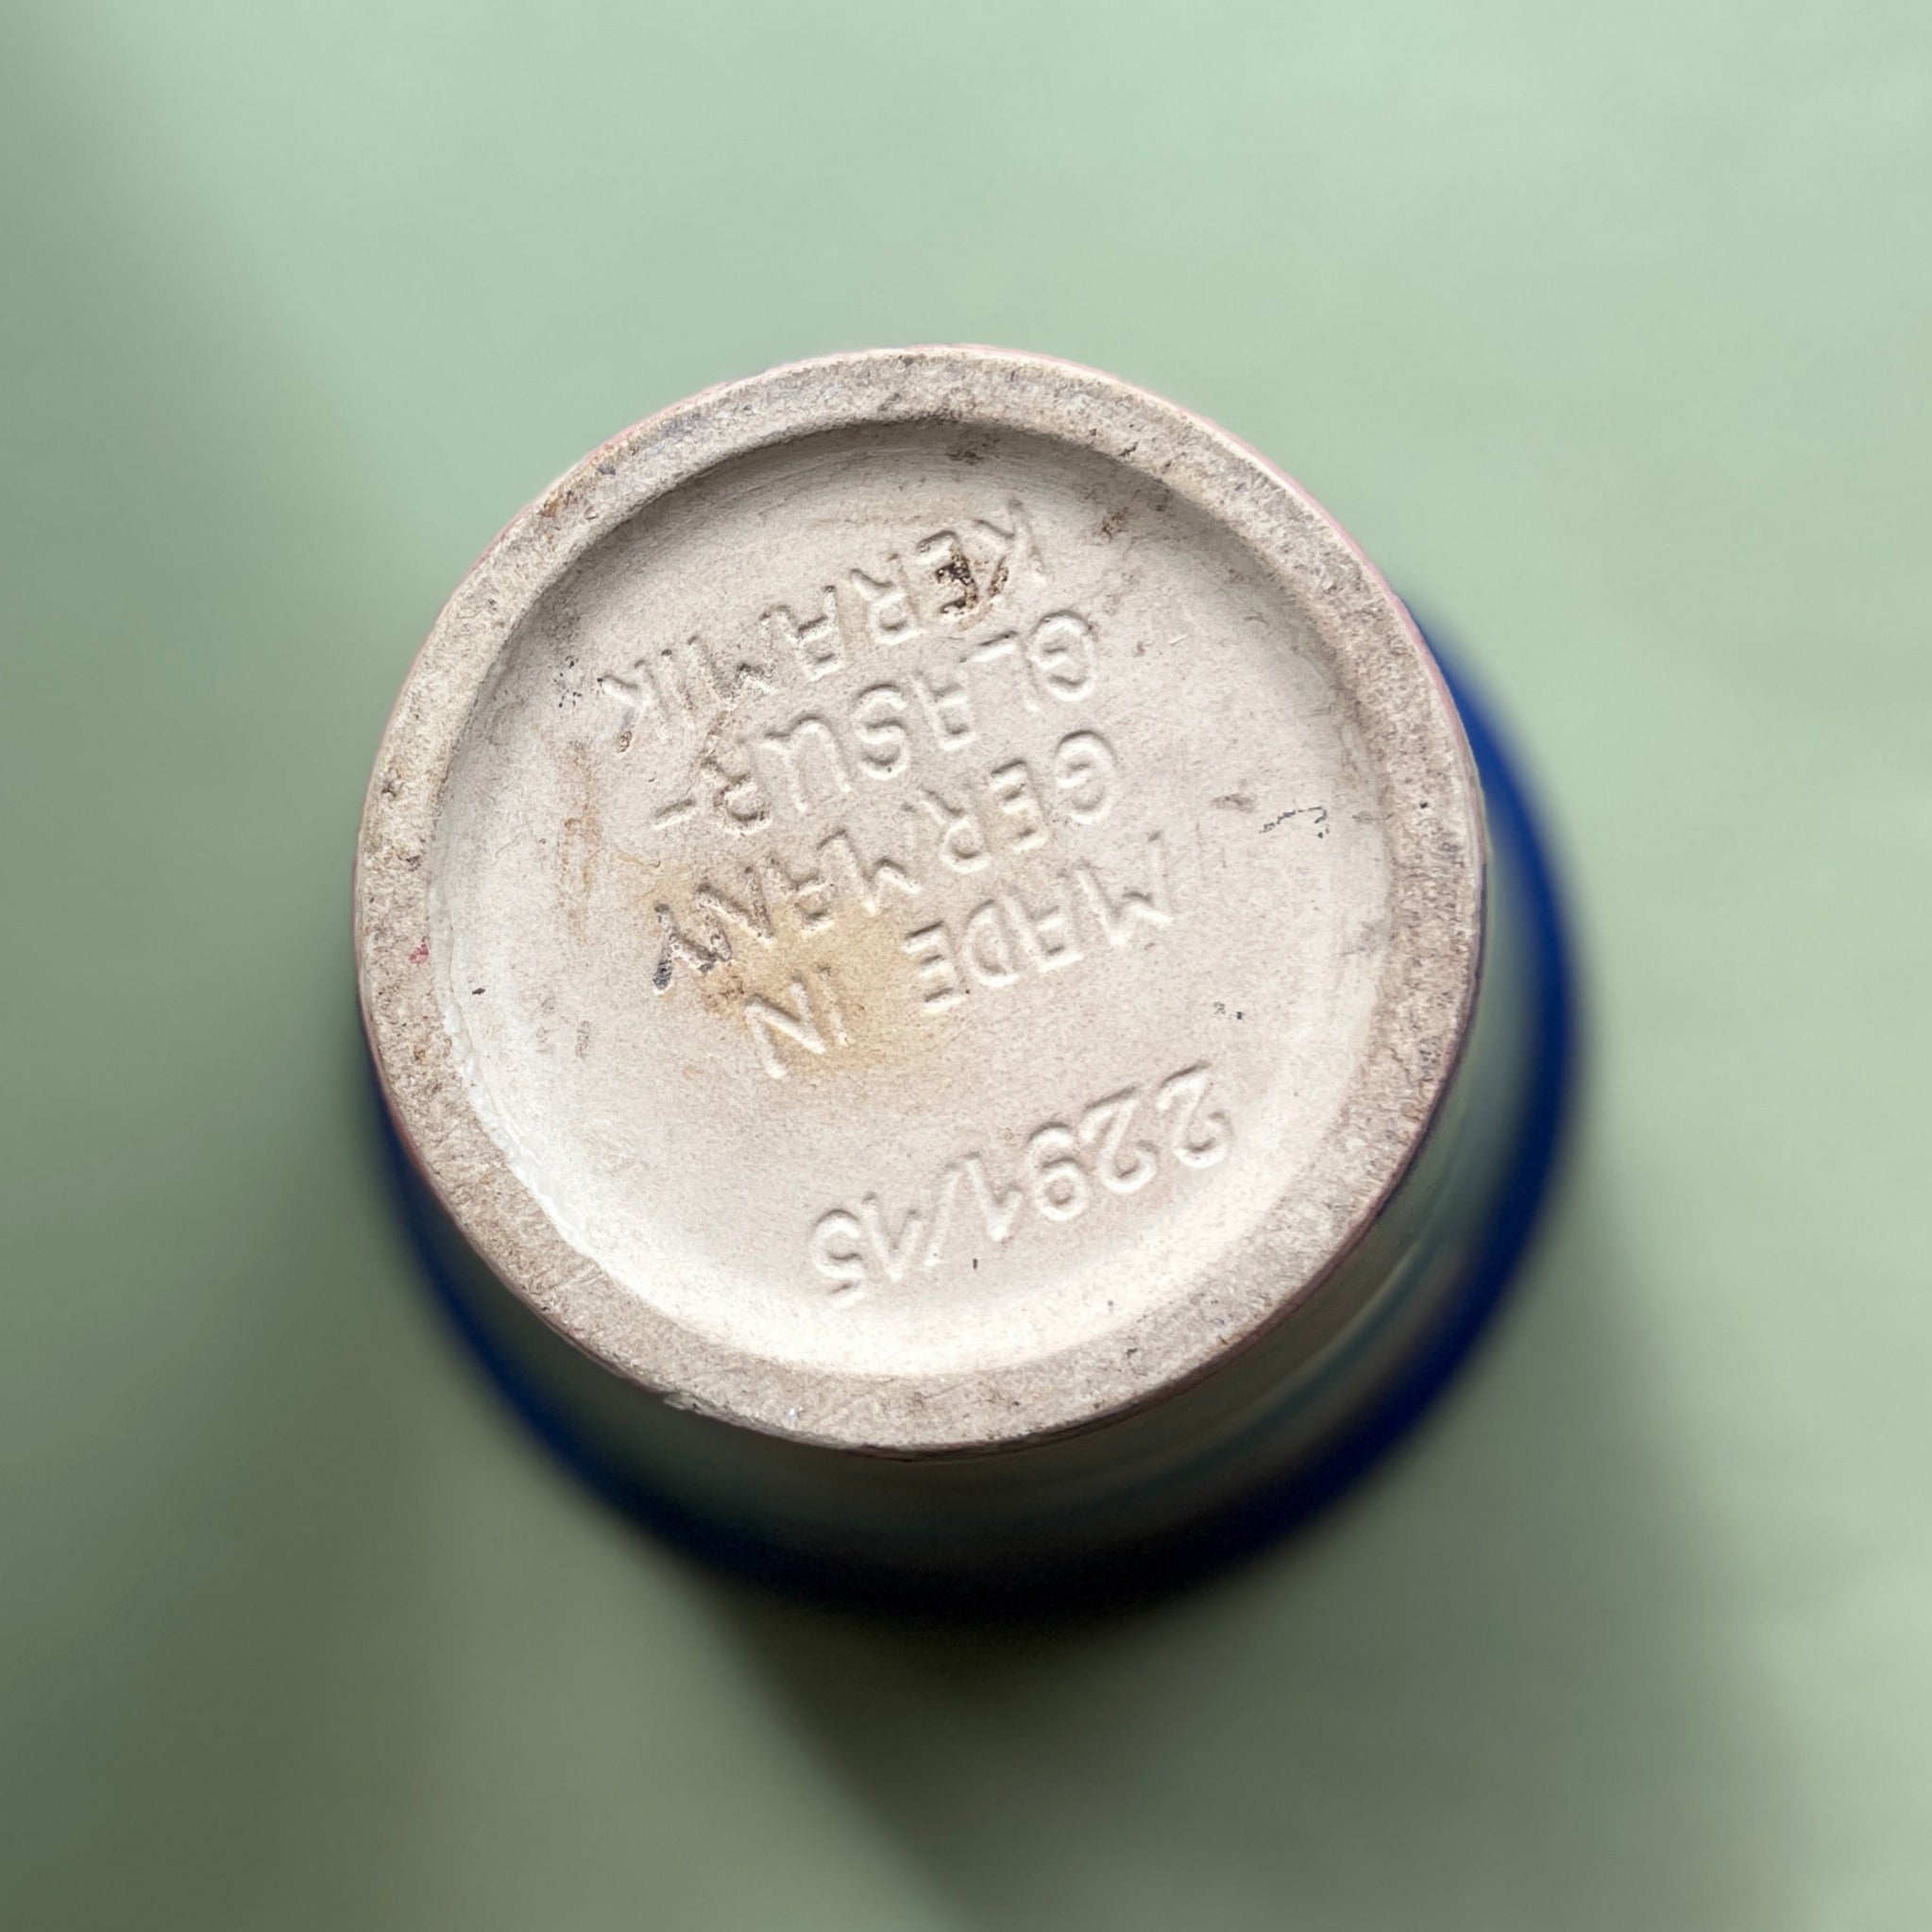 2291/15
MADE IN
GERMANY
GLASUR-
KERAMIK